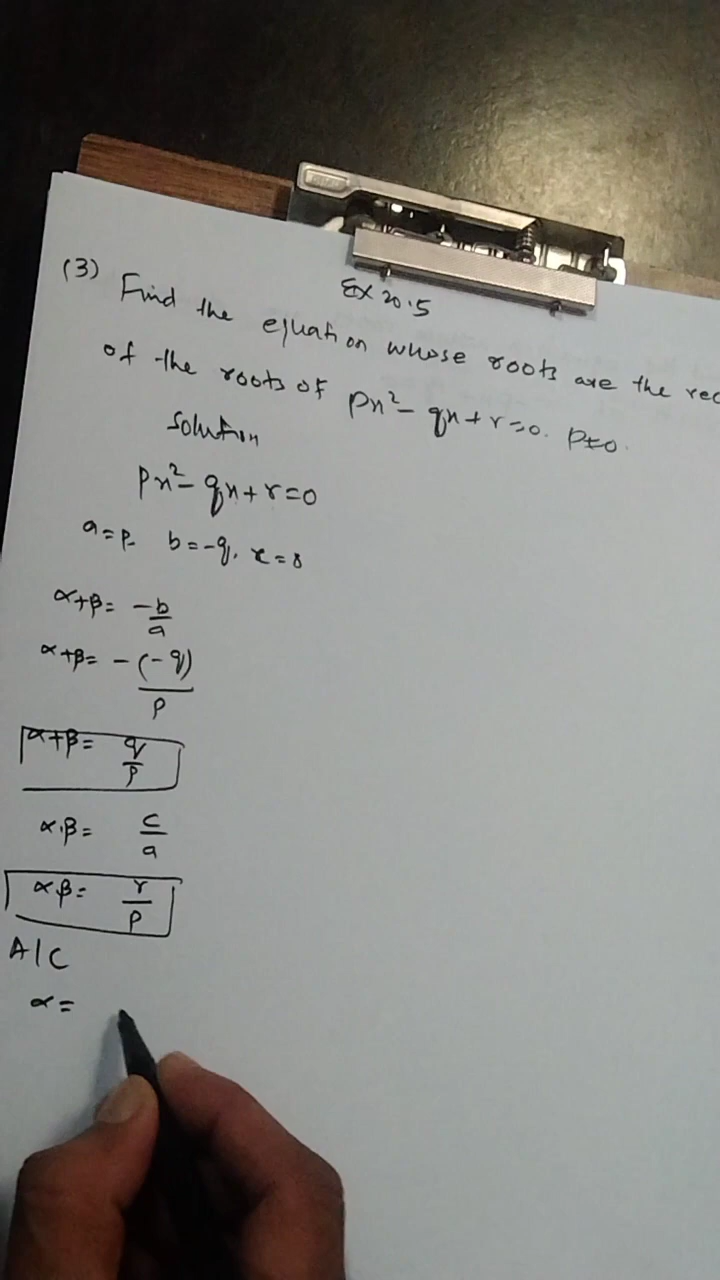 Ex 20.5
(3) Find the equation whose roots are the rec
of the roots of px² - qx + r = 0. p≠0.
Solution
px² - qx + r = 0
a = p. b = -q.
α+β = -b/a
α+β = -(-q)/p
α+β = q/p
α.β = c/a
αβ = r/p
A/C
α =